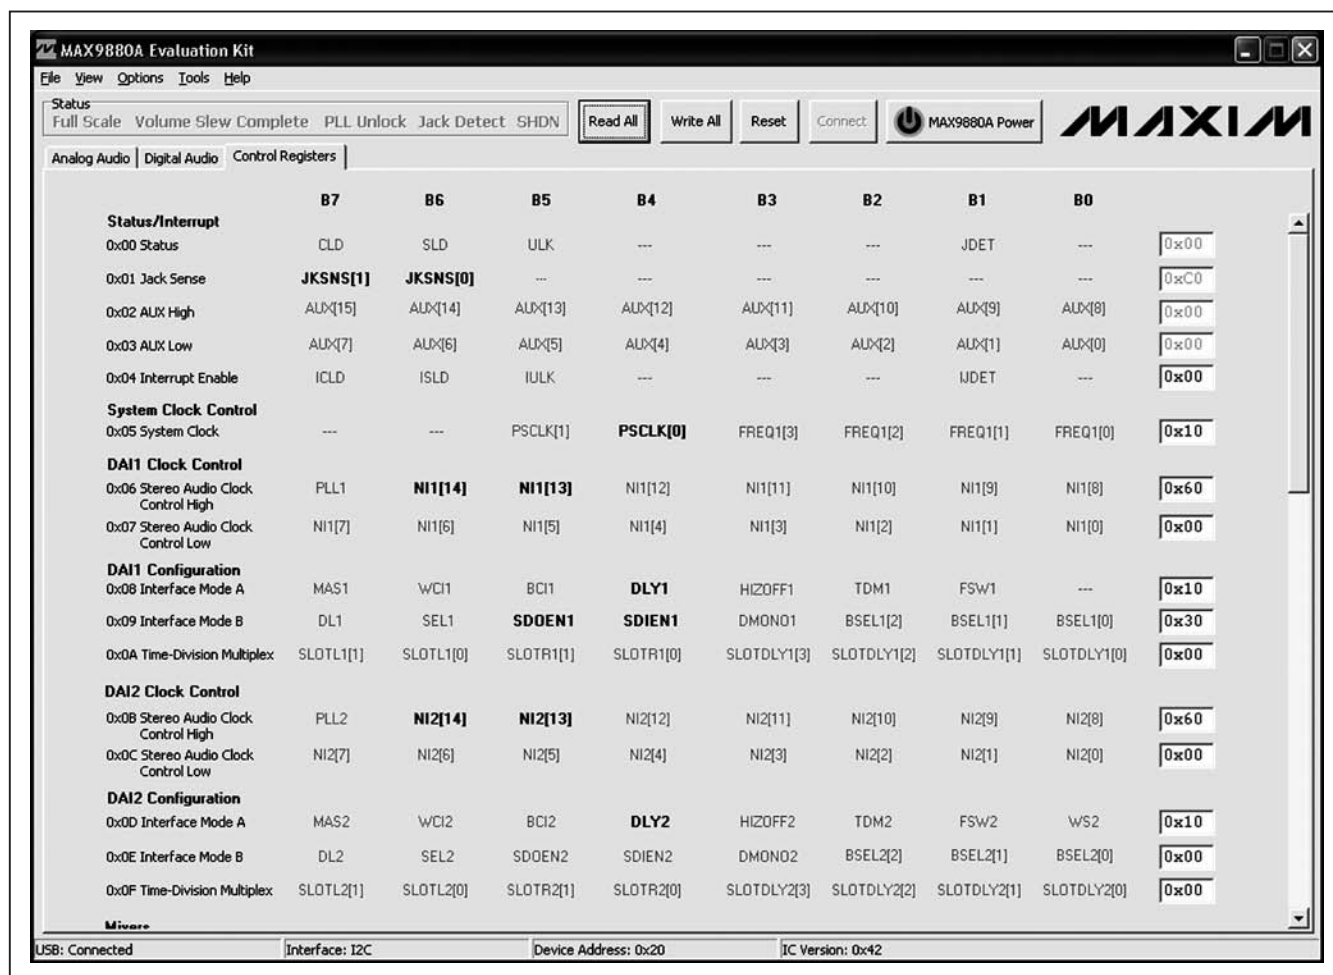 MAX9880A Evaluation Kit
File View Options Tools Help
Status
Full Scale Volume Slew Complete PLL Unlock Jack Detect SHDN Read All Write All Reset Connect MAX9880A Power MAXIM
Analog Audio Digital Audio Control Registers
B7 B6 B5 B4 B3 B2 B1 B0
Status/Interrupt
0x00 Status CLD SLD ULK --- --- --- JDET --- 0x00
0x01 Jack Sense JKSNS[1] JKSNS[0] --- --- --- --- --- --- 0xC0
0x02 AUX High AUX[15] AUX[14] AUX[13] AUX[12] AUX[11] AUX[10] AUX[9] AUX[8] 0x00
0x03 AUX Low AUX[7] AUX[6] AUX[5] AUX[4] AUX[3] AUX[2] AUX[1] AUX[0] 0x00
0x04 Interrupt Enable ICLD ISLD IULK --- --- --- IJDET --- 0x00
System Clock Control
0x05 System Clock --- --- PSCLK[1] PSCLK[0] FREQ1[3] FREQ1[2] FREQ1[1] FREQ1[0] 0x10
DAI1 Clock Control
0x06 Stereo Audio Clock PLL1 NI1[14] NI1[13] NI1[12] NI1[11] NI1[10] NI1[9] NI1[8] 0x60
Control High
0x07 Stereo Audio Clock NI1[7] NI1[6] NI1[5] NI1[4] NI1[3] NI1[2] NI1[1] NI1[0] 0x00
Control Low
DAI1 Configuration
0x08 Interface Mode A MAS1 WCI1 BCI1 DLY1 HIZOFF1 TDM1 FSW1 --- 0x10
0x09 Interface Mode B DL1 SEL1 SDOEN1 SDIEN1 DMONO1 BSEL1[2] BSEL1[1] BSEL1[0] 0x30
0x0A Time-Division Multiplex SLOTL1[1] SLOTL1[0] SLOTR1[1] SLOTR1[0] SLOTDLY1[3] SLOTDLY1[2] SLOTDLY1[1] SLOTDLY1[0] 0x00
DAI2 Clock Control
0x0B Stereo Audio Clock PLL2 NI2[14] NI2[13] NI2[12] NI2[11] NI2[10] NI2[9] NI2[8] 0x60
Control High
0x0C Stereo Audio Clock NI2[7] NI2[6] NI2[5] NI2[4] NI2[3] NI2[2] NI2[1] NI2[0] 0x00
Control Low
DAI2 Configuration
0x0D Interface Mode A MAS2 WCI2 BCI2 DLY2 HIZOFF2 TDM2 FSW2 WS2 0x10
0x0E Interface Mode B DL2 SEL2 SDOEN2 SDIEN2 DMONO2 BSEL2[2] BSEL2[1] BSEL2[0] 0x00
0x0F Time-Division Multiplex SLOTL2[1] SLOTL2[0] SLOTR2[1] SLOTR2[0] SLOTDLY2[3] SLOTDLY2[2] SLOTDLY2[1] SLOTDLY2[0] 0x00
Mixers
USB: Connected Interface: I2C Device Address: 0x20 IC Version: 0x42